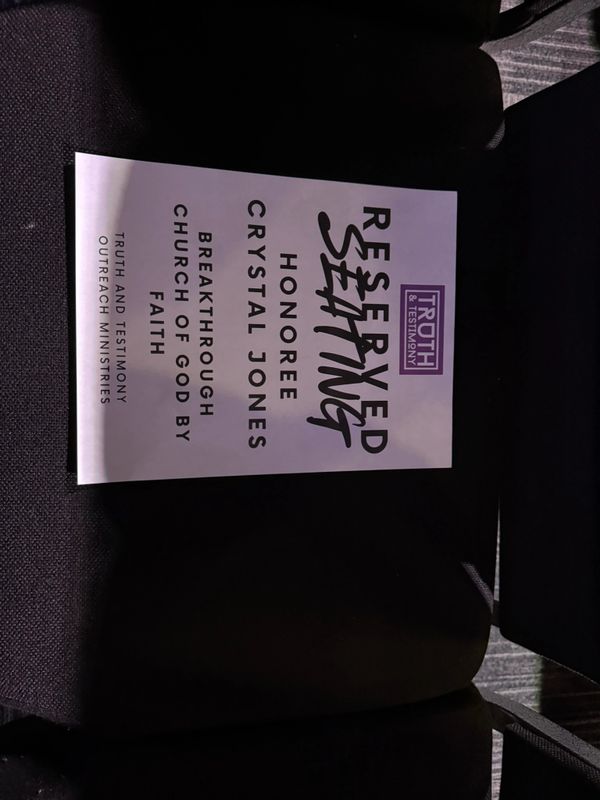 TRUTH
& TESTIMONY
RESERVED
SEATING
HONOREE
CRYSTAL JONES
BREAKTHROUGH
CHURCH OF GOD BY
FAITH
TRUTH AND TESTIMONY
OUTREACH MINISTRIES